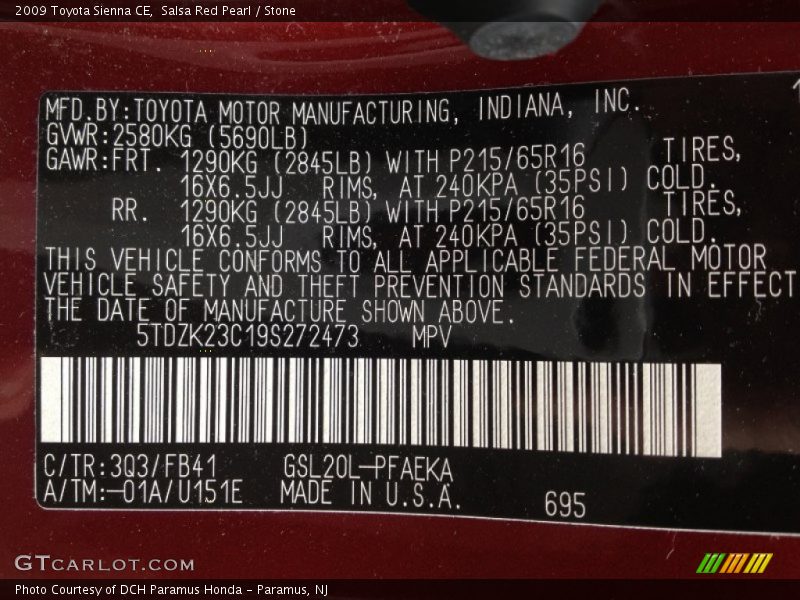 2009 Toyota Sienna CE, Salsa Red Pearl / Stone
MFD.BY:TOYOTA MOTOR MANUFACTURING, INDIANA, INC.
GVWR:2580KG (5690LB)
GAWR:FRT. 1290KG (2845LB) WITH P215/65R16 TIRES,
16X6.5JJ RIMS, AT 240KPA (35PSI) COLD.
RR. 1290KG (2845LB) WITH P215/65R16 TIRES,
16X6.5JJ RIMS, AT 240KPA (35PSI) COLD.
THIS VEHICLE CONFORMS TO ALL APPLICABLE FEDERAL MOTOR
VEHICLE SAFETY AND THEFT PREVENTION STANDARDS IN EFFECT
THE DATE OF MANUFACTURE SHOWN ABOVE.
5TDZK23C19S272473 MPV
C/TR:3Q3/FB41 GSL20L-PFAEKA
A/TM:-01A/U151E MADE IN U.S.A. 695
GTCARLOT.COM
Photo Courtesy of DCH Paramus Honda - Paramus, NJ